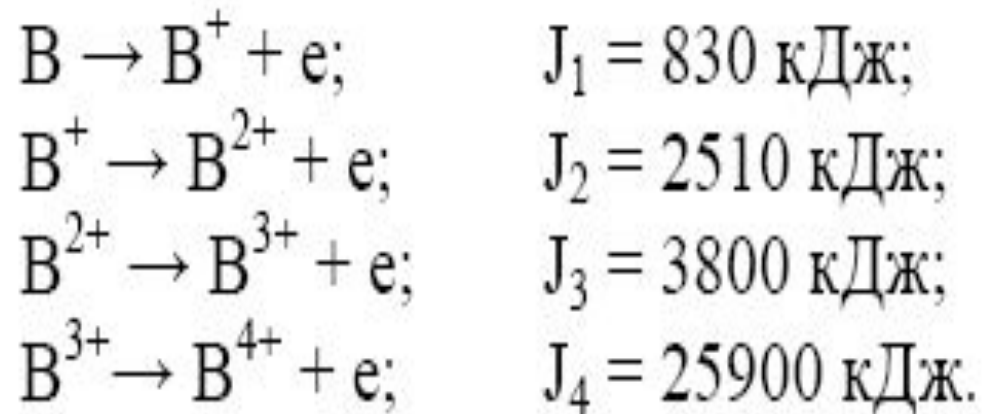 B → B⁺ + e; J₁ = 830 кДж;
B⁺ → B²⁺ + e; J₂ = 2510 кДж;
B²⁺ → B³⁺ + e; J₃ = 3800 кДж;
B³⁺ → B⁴⁺ + e; J₄ = 25900 кДж.